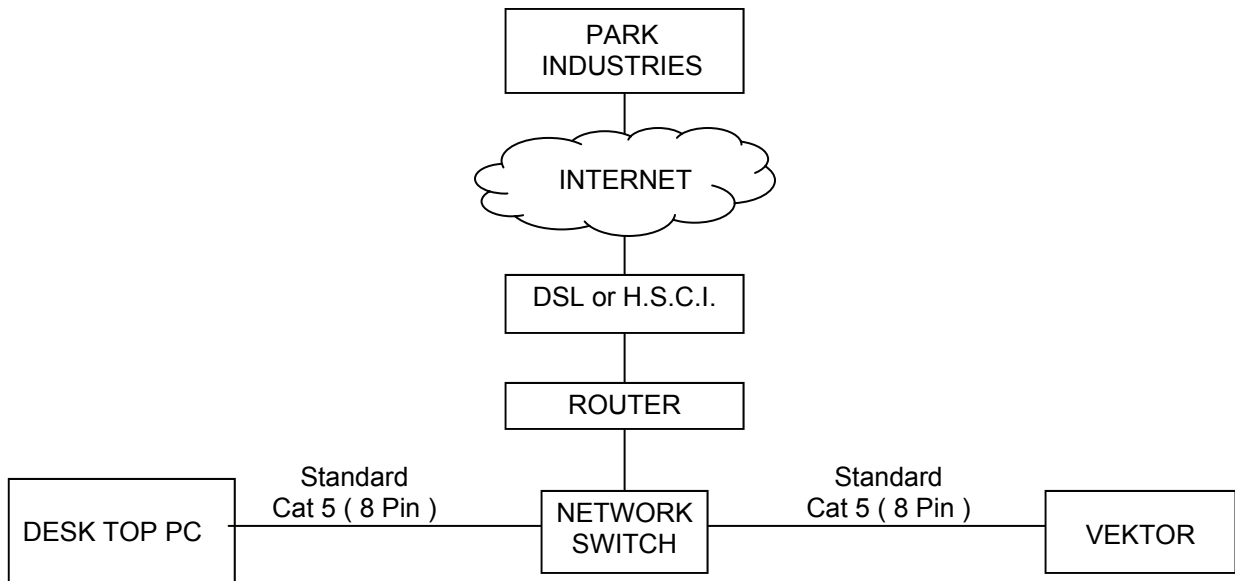 PARK
INDUSTRIES
INTERNET
DSL or H.S.C.I.
ROUTER
Standard
Cat 5 ( 8 Pin )
Standard
Cat 5 ( 8 Pin )
DESK TOP PC
NETWORK
SWITCH
VEKTOR